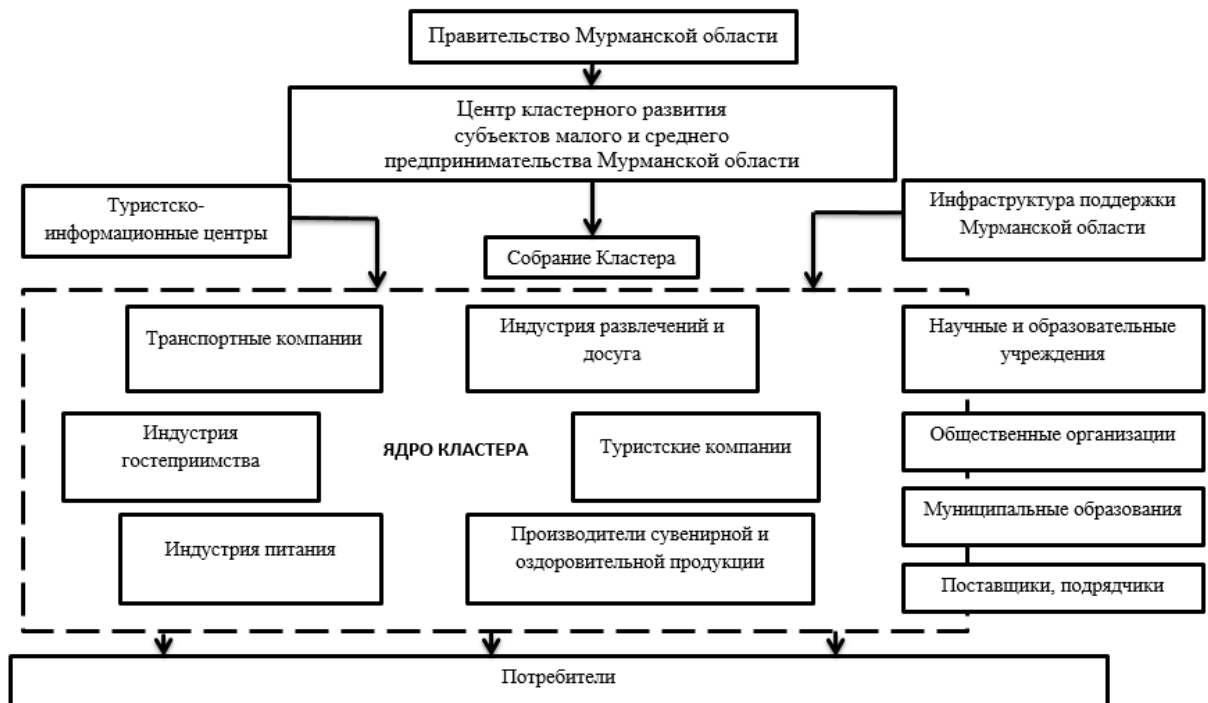 Правительство Мурманской области
Центр кластерного развития
субъектов малого и среднего
предпринимательства Мурманской области
Туристско-
информационные центры
Инфраструктура поддержки
Мурманской области
Собрание Кластера
Транспортные компании
Индустрия развлечений и
досуга
Научные и образовательные
учреждения
Индустрия
гостеприимства
ЯДРО КЛАСТЕРА
Туристские компании
Общественные организации
Муниципальные образования
Индустрия питания
Производители сувенирной и
оздоровительной продукции
Поставщики, подрядчики
Потребители